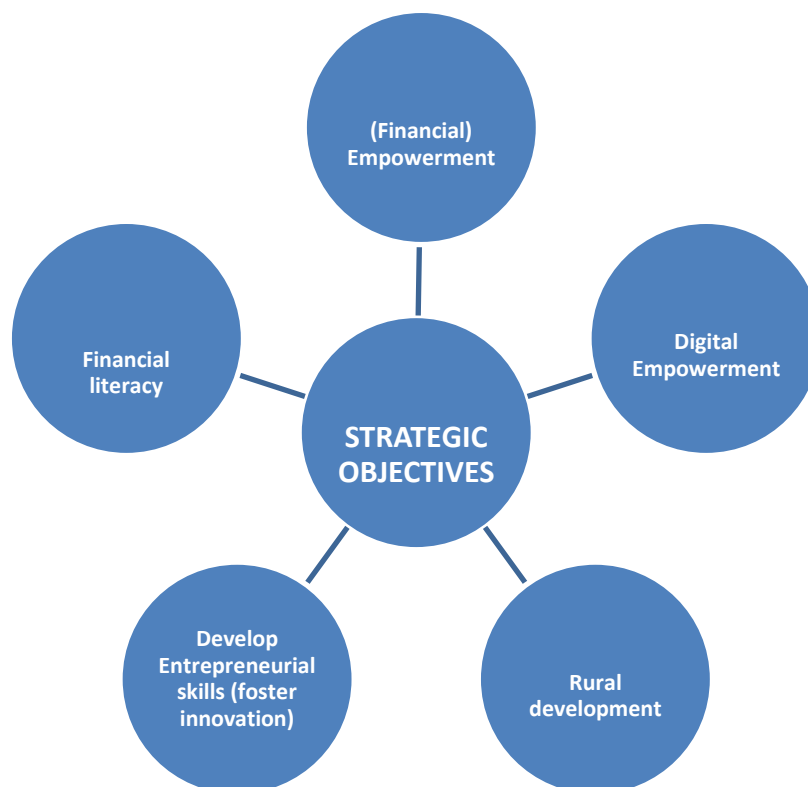 (Financial)
Empowerment
Digital
Empowerment
Financial
literacy
STRATEGIC
OBJECTIVES
Develop
Entrepreneurial
skills (foster
innovation)
Rural
development